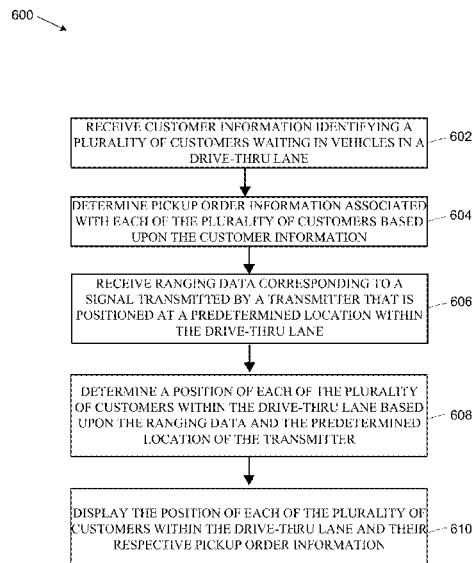 600
RECEIVE CUSTOMER INFORMATION IDENTIFYING A
PLURALITY OF CUSTOMERS WAITING IN VEHICLES IN A
DRIVE-THRU LANE
602
DETERMINE PICKUP ORDER INFORMATION ASSOCIATED
WITH EACH OF THE PLURALITY OF CUSTOMERS BASED
UPON THE CUSTOMER INFORMATION
604
RECEIVE RANGING DATA CORRESPONDING TO A
SIGNAL TRANSMITTED BY A TRANSMITTER THAT IS
POSITIONED AT A PREDETERMINED LOCATION WITHIN
THE DRIVE-THRU LANE
606
DETERMINE A POSITION OF EACH OF THE PLURALITY
OF CUSTOMERS WITHIN THE DRIVE-THRU LANE BASED
UPON THE RANGING DATA AND THE PREDETERMINED
LOCATION OF THE TRANSMITTER
608
DISPLAY THE POSITION OF EACH OF THE PLURALITY OF
CUSTOMERS WITHIN THE DRIVE-THRU LANE AND THEIR
RESPECTIVE PICKUP ORDER INFORMATION
610